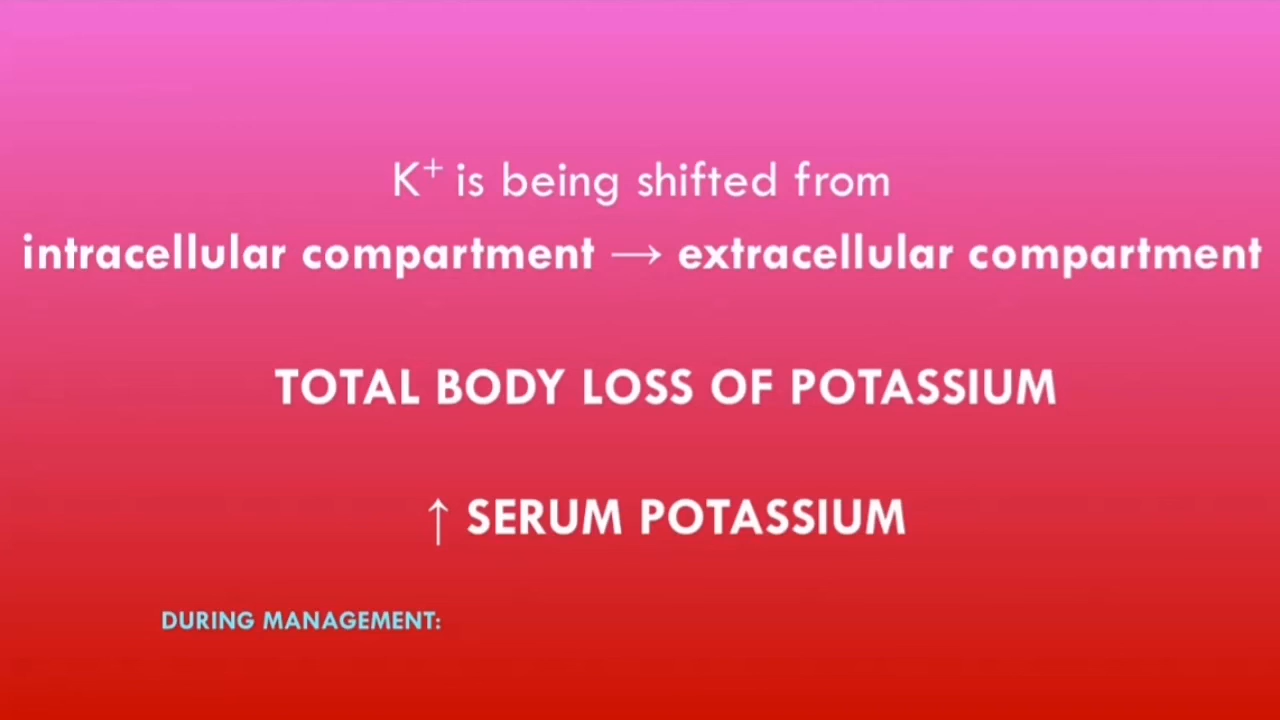 K⁺ is being shifted from
intracellular compartment → extracellular compartment
TOTAL BODY LOSS OF POTASSIUM
↑ SERUM POTASSIUM
DURING MANAGEMENT: